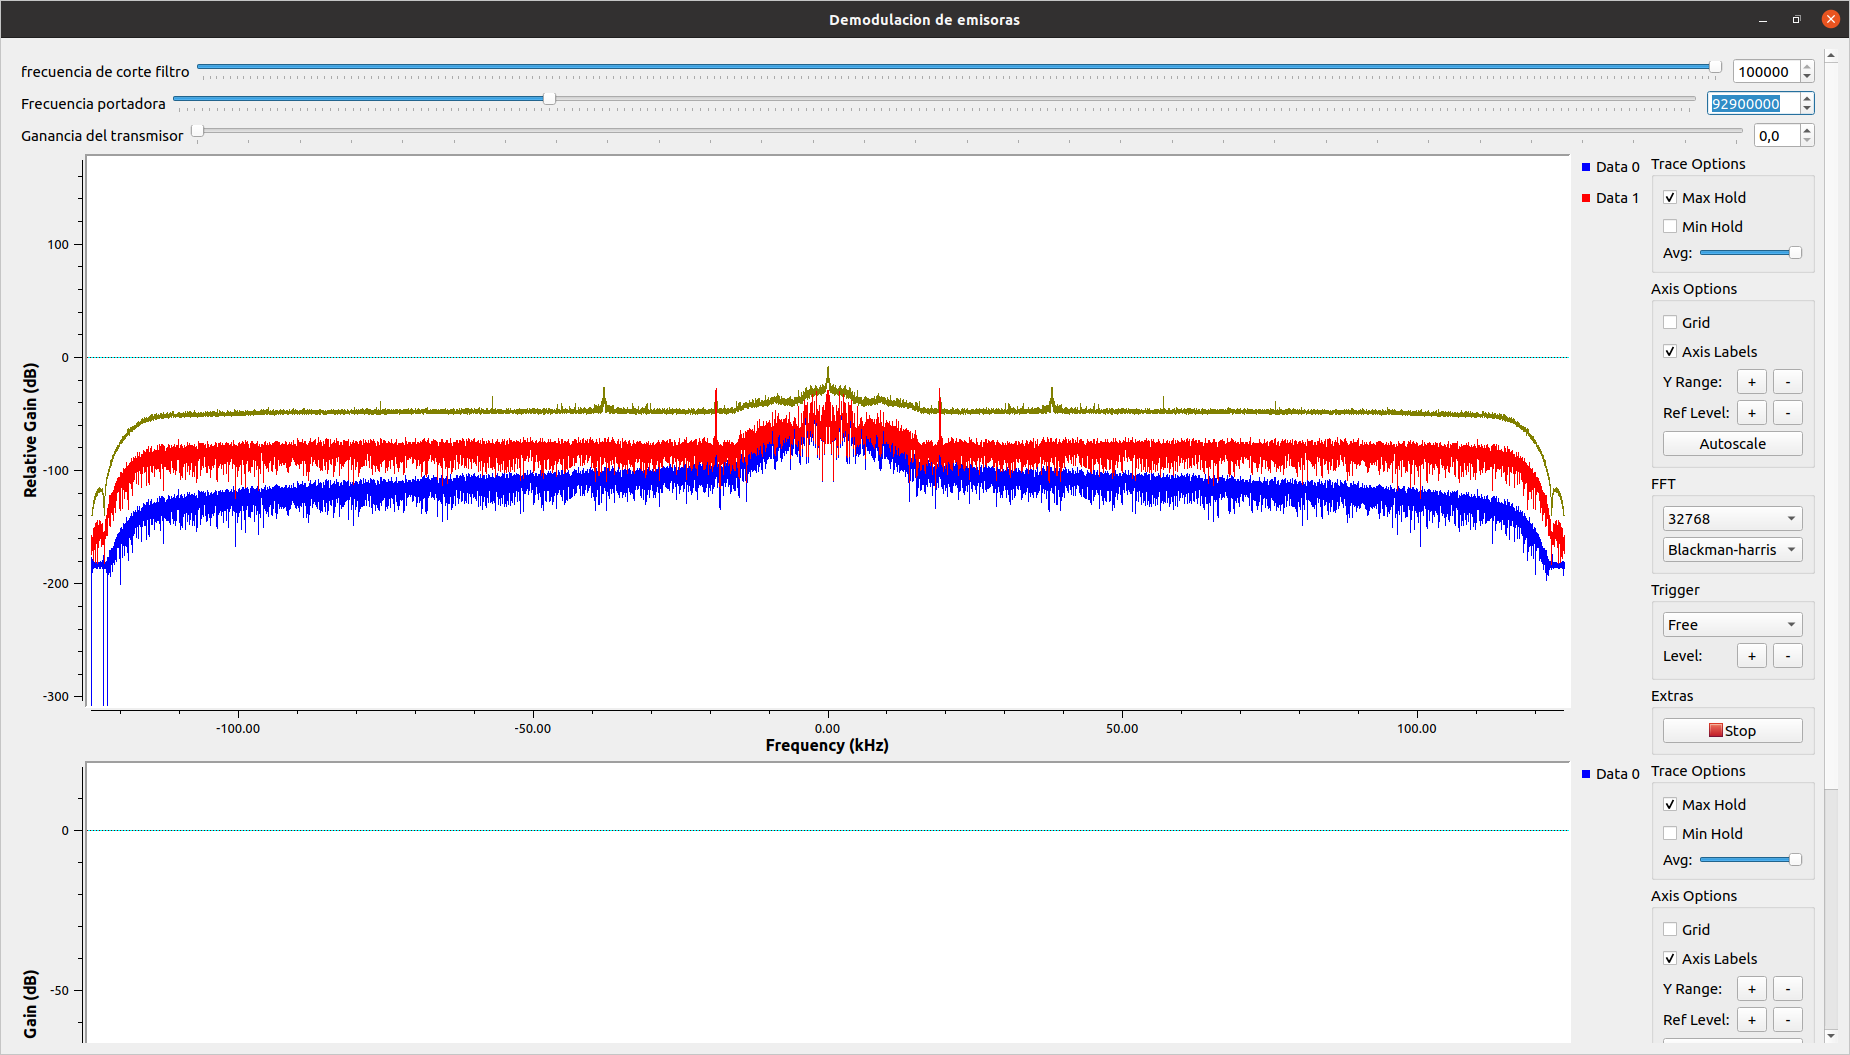 Demodulacion de emisoras
frecuencia de corte filtro 100000
Frecuencia portadora 92900000
Ganancia del transmisor 0,0
Relative Gain (dB)
100
0
-100
-200
-300
-100.00 -50.00 0.00 50.00 100.00
Frequency (kHz)
Data 0
Data 1
Trace Options
Max Hold
Min Hold
Avg:
Axis Options
Grid
Axis Labels
Y Range: + -
Ref Level: + -
Autoscale
FFT
32768
Blackman-harris
Trigger
Free
Level: + -
Extras
Stop
Gain (dB)
0
-50
Data 0
Trace Options
Max Hold
Min Hold
Avg:
Axis Options
Grid
Axis Labels
Y Range: + -
Ref Level: + -